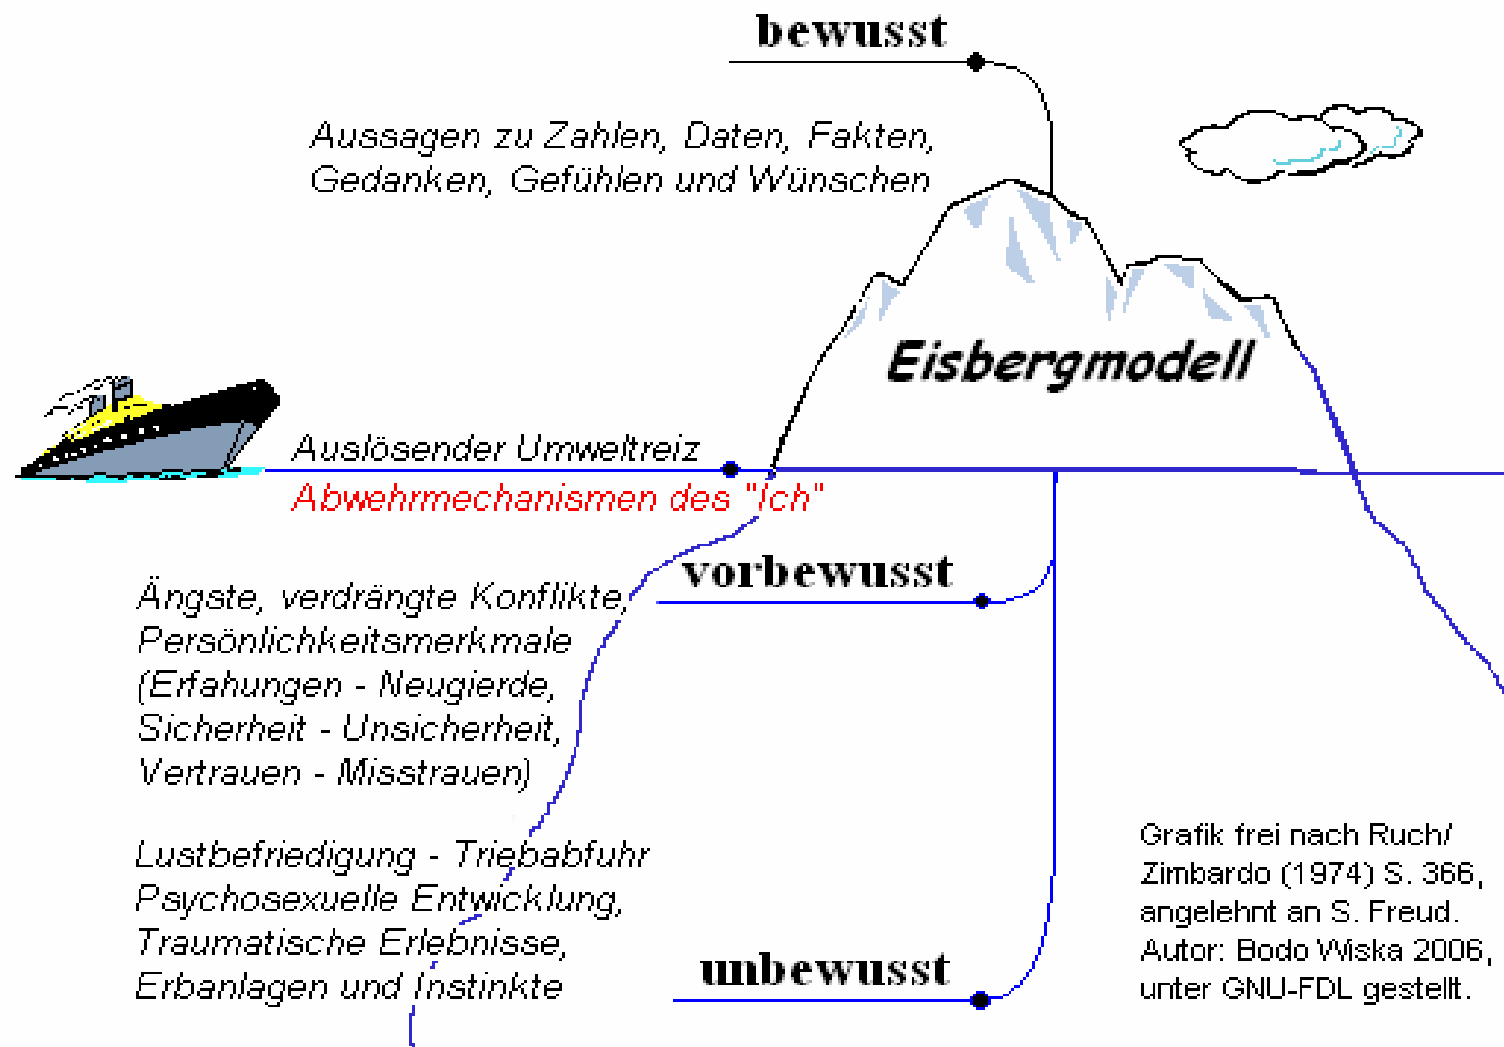 bewusst
Aussagen zu Zahlen, Daten, Fakten,
Gedanken, Gefühlen und Wünschen
Eisbergmodell
Auslösender Umweltreiz
Abwehrmechanismen des "Ich"
vorbewusst
Ängste, verdrängte Konflikte,
Persönlichkeitsmerkmale
(Erfahungen - Neugierde,
Sicherheit - Unsicherheit,
Vertrauen - Misstrauen)
Lustbefriedigung - Triebabfuhr
Psychosexuelle Entwicklung,
Traumatische Erlebnisse,
Erbanlagen und Instinkte
unbewusst
Grafik frei nach Ruch/
Zimbardo (1974) S. 366,
angelehnt an S. Freud.
Autor: Bodo Wiska 2006,
unter GNU-FDL gestellt.